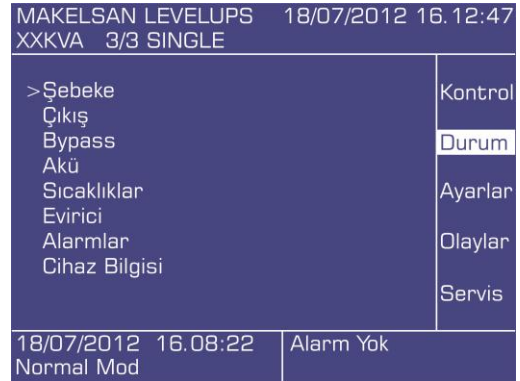 MAKELSAN LEVELUPS 18/07/2012 16.12:47
XXKVA 3/3 SINGLE
>Şebeke
Çıkış
Bypass
Akü
Sıcaklıklar
Evirici
Alarmlar
Cihaz Bilgisi
Kontrol
Durum
Ayarlar
Olaylar
Servis
18/07/2012 16.08:22
Normal Mod
Alarm Yok